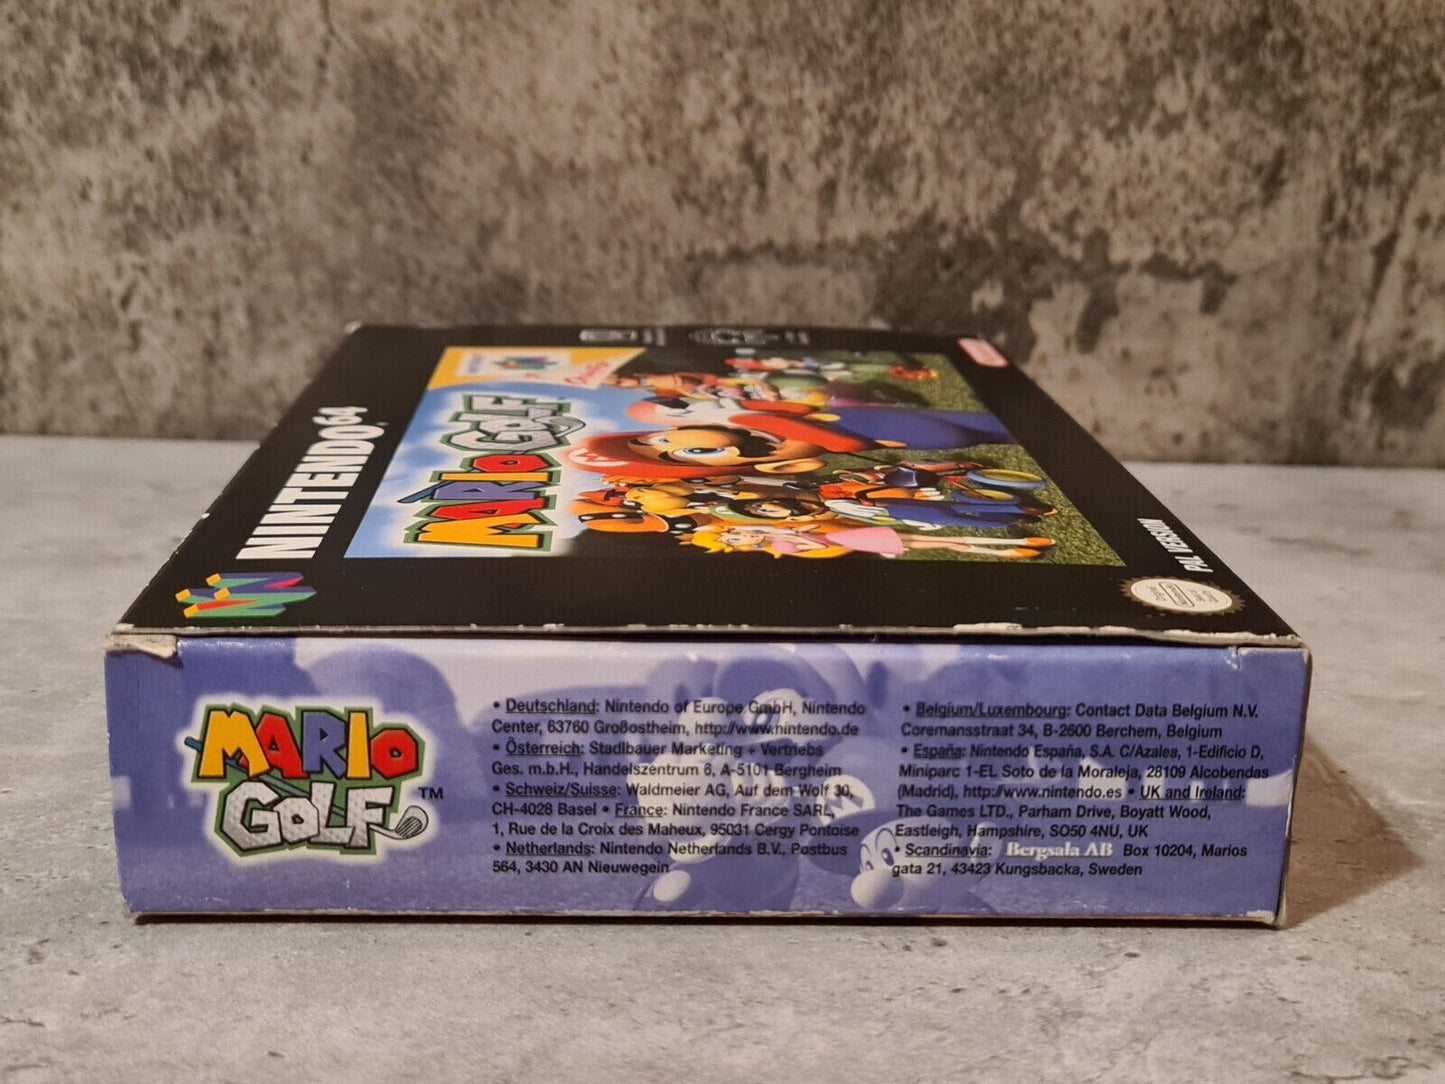 NINTENDO 64
MARIO
GOLF
PAL VERSION
MARIO
GOLF™
• Deutschland: Nintendo of Europe GmbH, Nintendo
Center, 63760 Großostheim, http://www.nintendo.de
• Österreich: Stadlbauer Marketing + Vertriebs
Ges. m.b.H., Handelszentrum 6, A-5101 Bergheim
• Schweiz/Suisse: Waldmeier AG, Auf dem Wolf 30,
CH-4028 Basel • France: Nintendo France SARL,
1, Rue de la Croix des Maheux, 95031 Cergy Pontoise
• Netherlands: Nintendo Netherlands B.V., Postbus
564, 3430 AN Nieuwegein
• Belgium/Luxembourg: Contact Data Belgium N.V.
Coremansstraat 34, B-2600 Berchem, Belgium
• España: Nintendo España, S.A. C/Azalea, 1-Edificio D,
Miniparc 1-EL Soto de la Moraleja, 28109 Alcobendas
(Madrid), http://www.nintendo.es • UK and Ireland:
The Games LTD., Parham Drive, Boyatt Wood,
Eastleigh, Hampshire, SO50 4NU, UK
• Scandinavia: Bergsala AB Box 10204, Marios
gata 21, 43423 Kungsbacka, Sweden